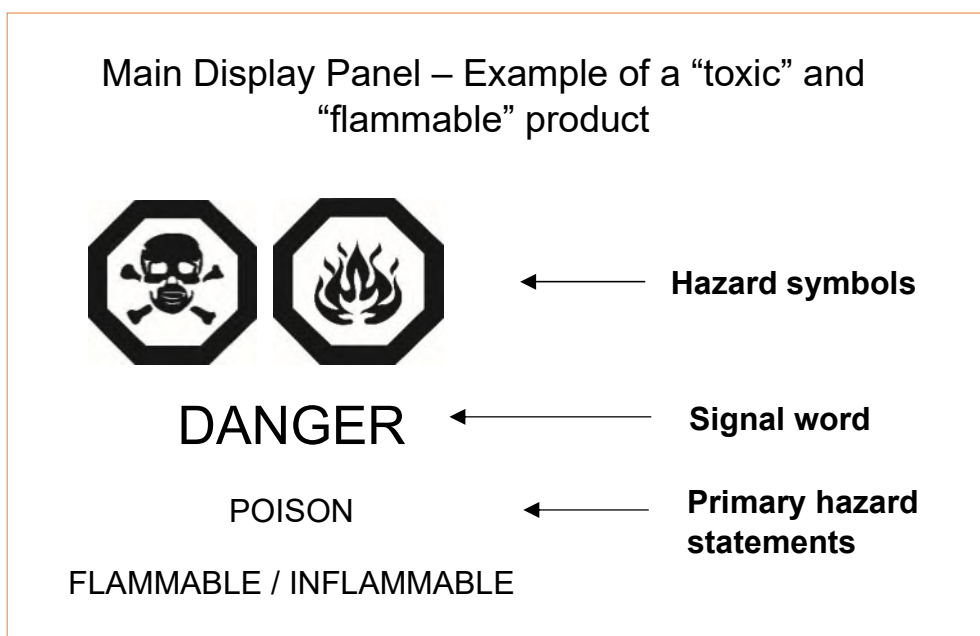 Main Display Panel – Example of a “toxic” and
“flammable” product
Hazard symbols
DANGER
Signal word
POISON
Primary hazard
statements
FLAMMABLE / INFLAMMABLE